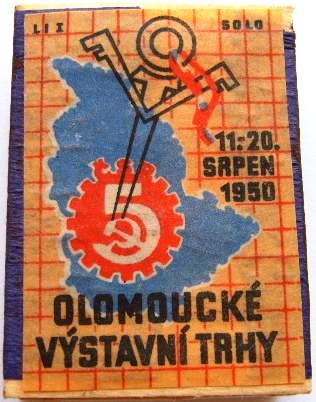 LIX SOLO
11.-20.
SRPEN
1950
5
OLOMOUCKÉ
VÝSTAVNÍ TRHY